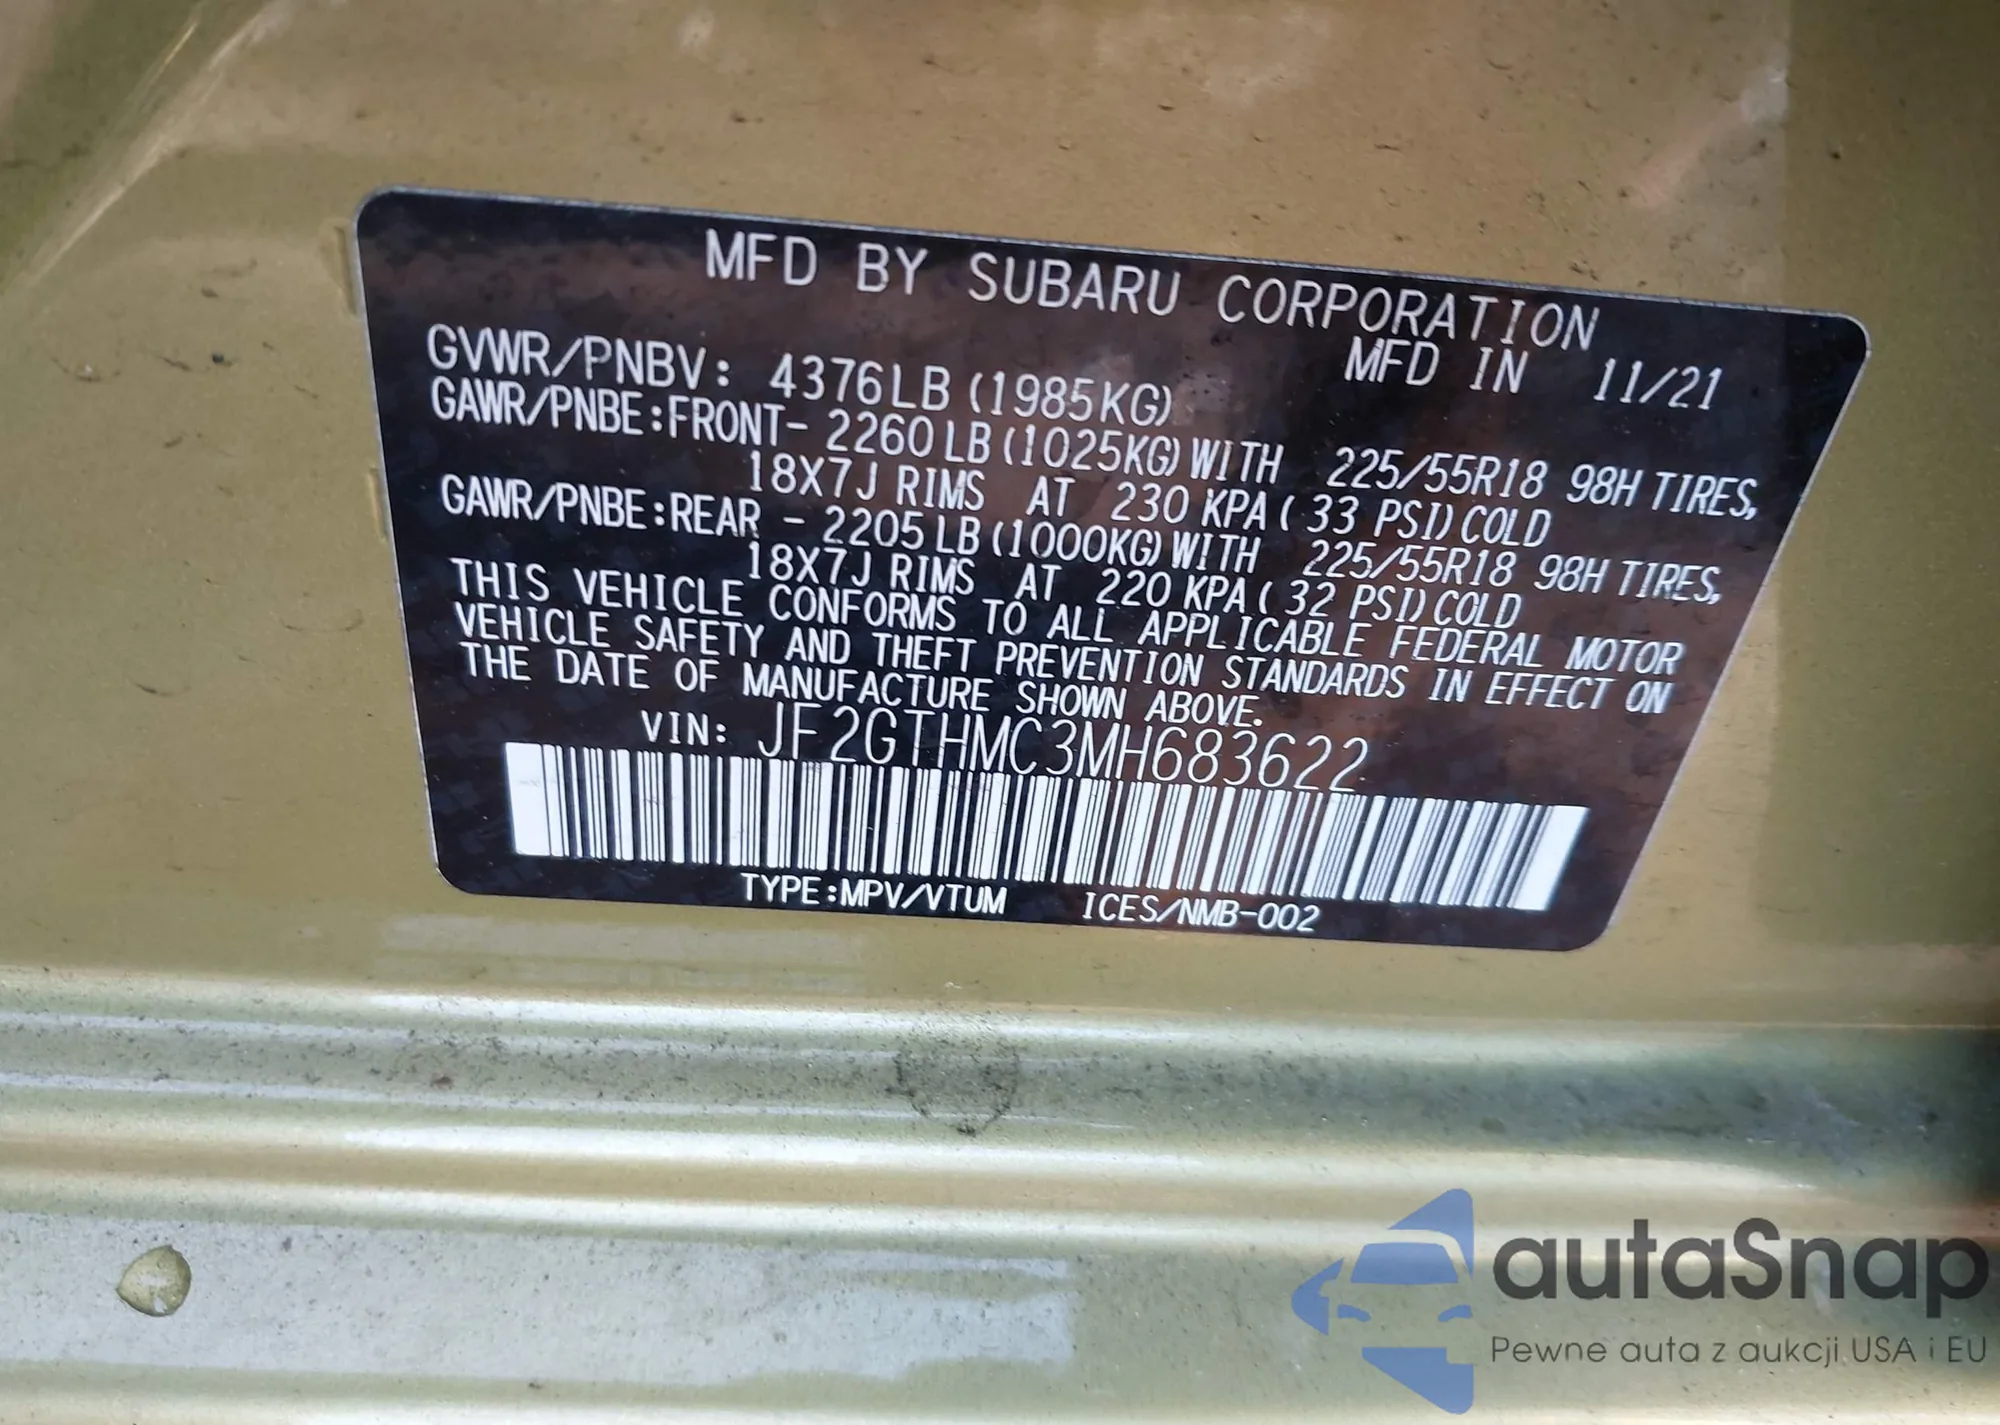 MFD BY SUBARU CORPORATION
MFD IN 11/21
GVWR/PNBV: 4376LB (1985KG)
GAWR/PNBE:FRONT- 2260 LB (1025KG) WITH 225/55R18 98H TIRES,
18X7J RIMS AT 230 KPA ( 33 PSI) COLD
GAWR/PNBE:REAR - 2205 LB (1000KG) WITH 225/55R18 98H TIRES,
18X7J RIMS AT 220 KPA ( 32 PSI) COLD
THIS VEHICLE CONFORMS TO ALL APPLICABLE FEDERAL MOTOR
VEHICLE SAFETY AND THEFT PREVENTION STANDARDS IN EFFECT ON
THE DATE OF MANUFACTURE SHOWN ABOVE.
VIN: JF2GTHMC3MH683622
TYPE:MPV/VTUM ICES/NMB-002
autaSnap
Pewne auta z aukcji USA i EU